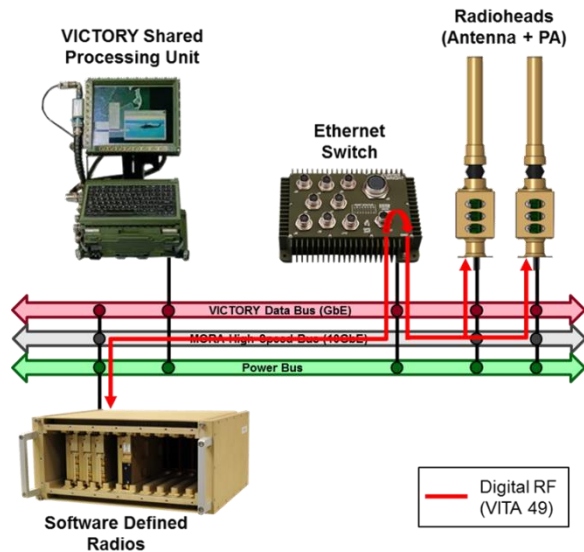 VICTORY Shared
Processing Unit
Ethernet
Switch
Radioheads
(Antenna + PA)
VICTORY Data Bus (GbE)
MORA High Speed Bus (10GbE)
Power Bus
Software Defined
Radios
Digital RF
(VITA 49)